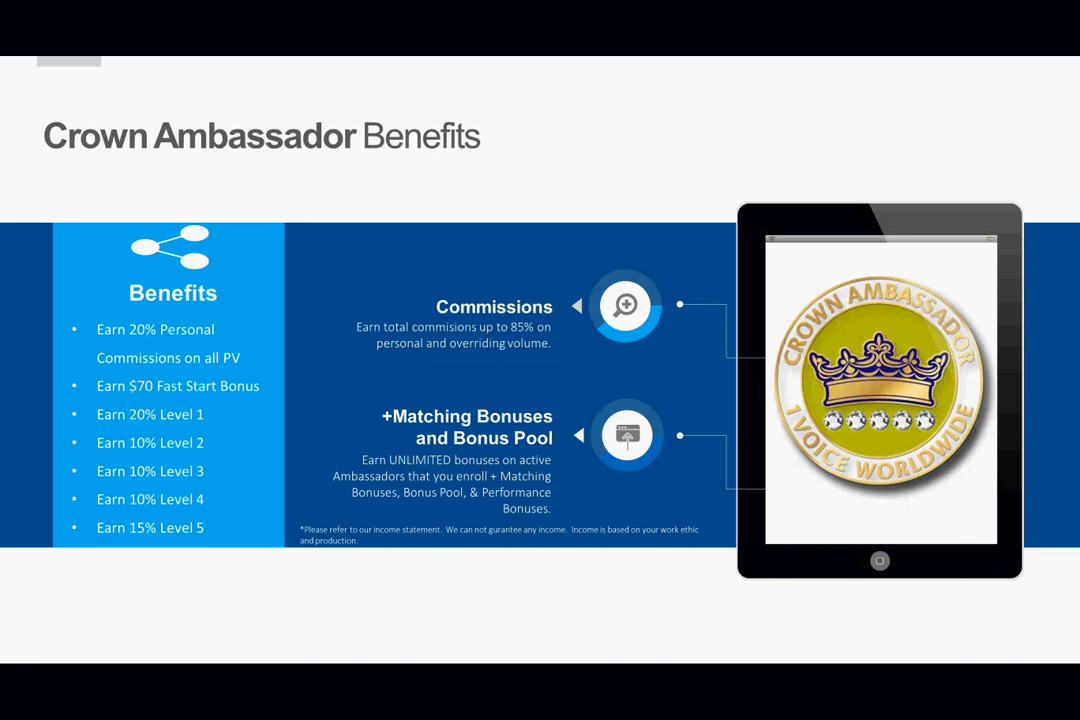 Crown Ambassador Benefits
Benefits
• Earn 20% Personal
Commissions on all PV
• Earn $70 Fast Start Bonus
• Earn 20% Level 1
• Earn 10% Level 2
• Earn 10% Level 3
• Earn 10% Level 4
• Earn 15% Level 5
Commissions
Earn total commisions up to 85% on
personal and overriding volume.
+Matching Bonuses
and Bonus Pool
Earn UNLIMITED bonuses on active
Ambassadors that you enroll + Matching
Bonuses, Bonus Pool, & Performance
Bonuses.
*Please refer to our income statement. We can not gurantee any income. Income is based on your work ethic
and production.
CROWN AMBASSADOR
1 VOICE WORLDWIDE